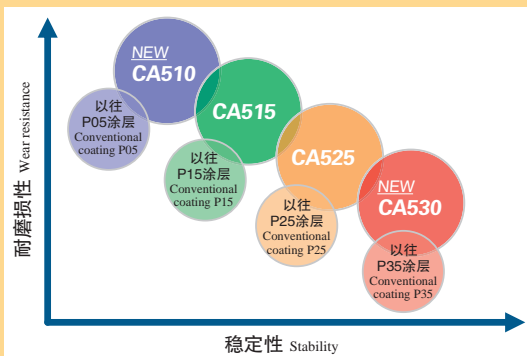 NEW
CA510
以往
P05涂层
Conventional
coating P05
CA515
以往
P15涂层
Conventional
coating P15
CA525
以往
P25涂层
Conventional
coating P25
NEW
CA530
以往
P35涂层
Conventional
coating P35
耐磨损性 Wear resistance
稳定性 Stability